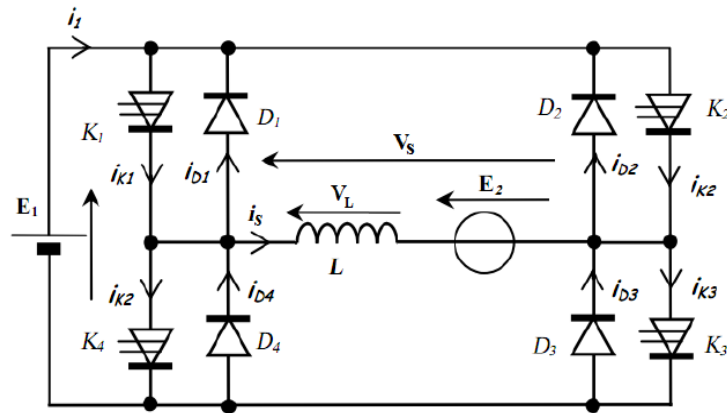 i1
K1 D1 D2 K2
VS
iK1 iD1 E2 iD2 iK2
E1 VL
iS
L
iK2 iD4 iD3 iK3
K4 D4 D3 K3